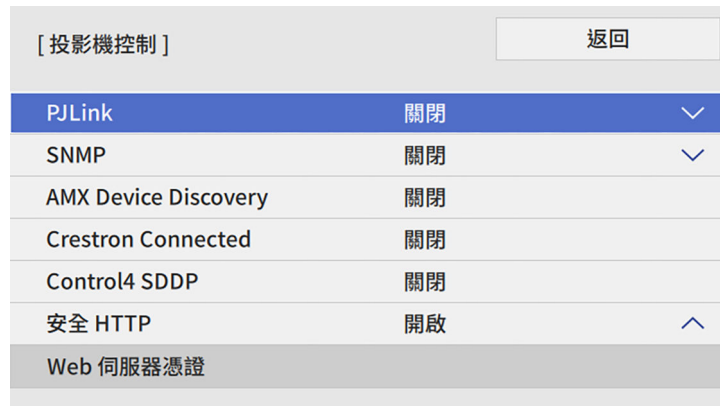 [ 投影機控制 ] 返回
PJLink 關閉
SNMP 關閉
AMX Device Discovery 關閉
Crestron Connected 關閉
Control4 SDDP 關閉
安全 HTTP 開啟
Web 伺服器憑證